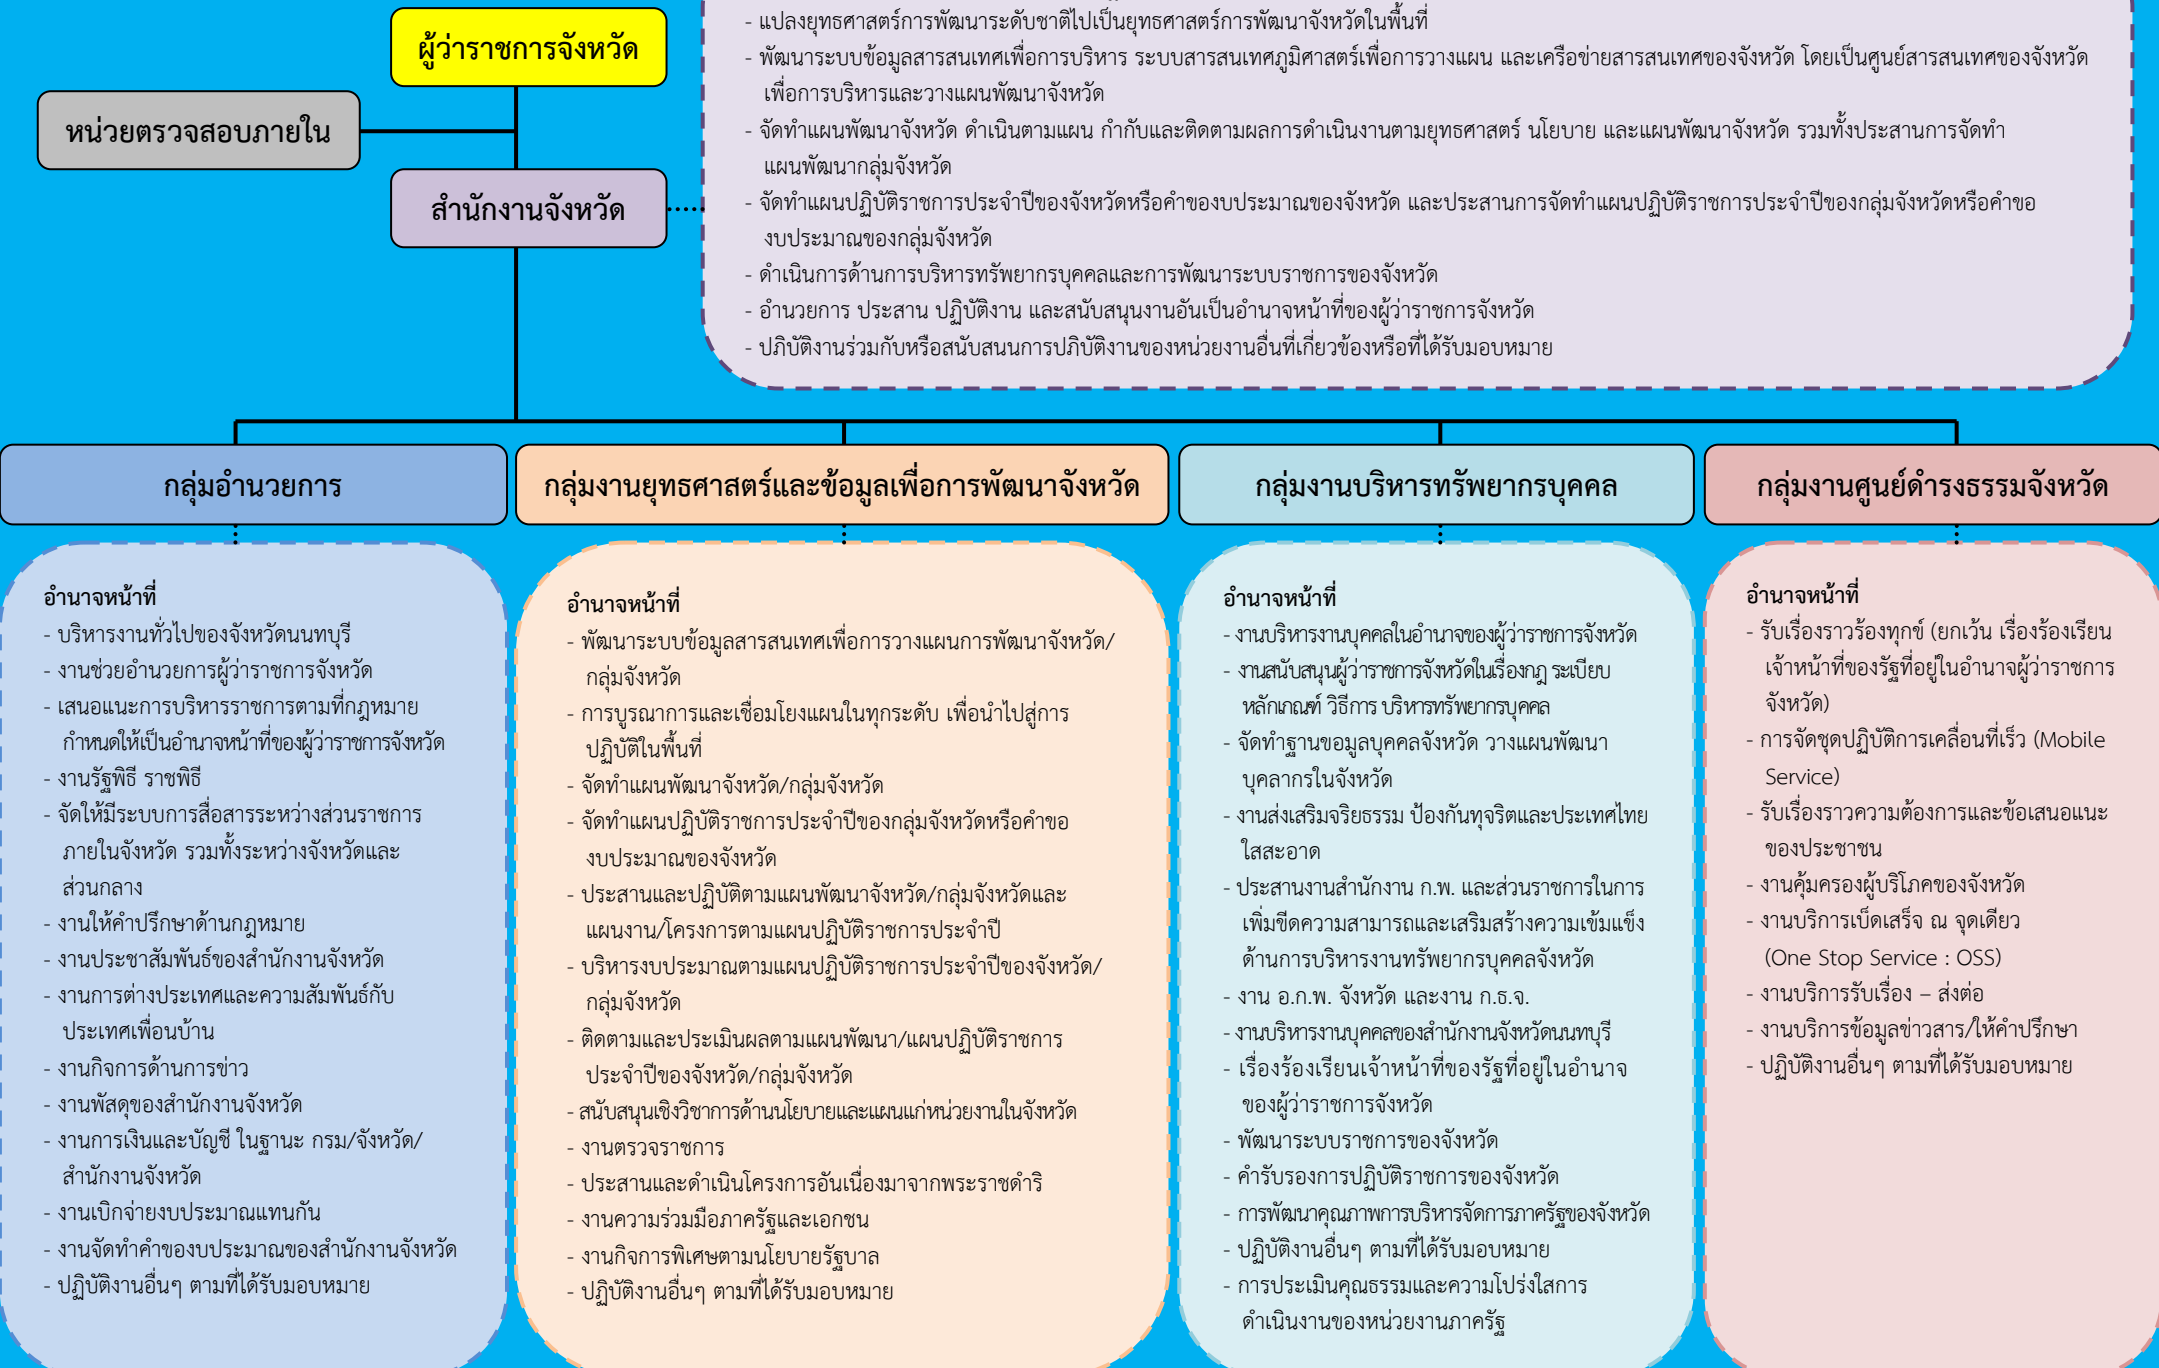 ผู้ว่าราชการจังหวัด
หน่วยตรวจสอบภายใน
สำนักงานจังหวัด
- แปลงยุทธศาสตร์การพัฒนาระดับชาติไปเป็นยุทธศาสตร์การพัฒนาจังหวัดในพื้นที่
- พัฒนาระบบข้อมูลสารสนเทศเพื่อการบริหาร ระบบสารสนเทศภูมิศาสตร์เพื่อการวางแผน และเครือข่ายสารสนเทศของจังหวัด โดยเป็นศูนย์สารสนเทศของจังหวัด
เพื่อการบริหารและวางแผนพัฒนาจังหวัด
- จัดทำแผนพัฒนาจังหวัด ดำเนินตามแผน กำกับและติดตามผลการดำเนินงานตามยุทธศาสตร์ นโยบาย และแผนพัฒนาจังหวัด รวมทั้งประสานการจัดทำ
แผนพัฒนากลุ่มจังหวัด
- จัดทำแผนปฏิบัติราชการประจำปีของจังหวัดหรือคำของบประมาณของจังหวัด และประสานการจัดทำแผนปฏิบัติราชการประจำปีของกลุ่มจังหวัดหรือคำขอ
งบประมาณของกลุ่มจังหวัด
- ดำเนินการด้านการบริหารทรัพยากรบุคคลและการพัฒนาระบบราชการของจังหวัด
- อำนวยการ ประสาน ปฏิบัติงาน และสนับสนุนงานอันเป็นอำนาจหน้าที่ของผู้ว่าราชการจังหวัด
- ปฏิบัติงานร่วมกับหรือสนับสนุนการปฏิบัติงานของหน่วยงานอื่นที่เกี่ยวข้องหรือที่ได้รับมอบหมาย
กลุ่มอำนวยการ
อำนาจหน้าที่
- บริหารงานทั่วไปของจังหวัดนนทบุรี
- งานช่วยอำนวยการผู้ว่าราชการจังหวัด
- เสนอแนะการบริหารราชการตามที่กฎหมาย
กำหนดให้เป็นอำนาจหน้าที่ของผู้ว่าราชการจังหวัด
- งานรัฐพิธี ราชพิธี
- จัดให้มีระบบการสื่อสารระหว่างส่วนราชการ
ภายในจังหวัด รวมทั้งระหว่างจังหวัดและ
ส่วนกลาง
- งานให้คำปรึกษาด้านกฎหมาย
- งานประชาสัมพันธ์ของสำนักงานจังหวัด
- งานการต่างประเทศและความสัมพันธ์กับ
ประเทศเพื่อนบ้าน
- งานกิจการด้านการข่าว
- งานพัสดุของสำนักงานจังหวัด
- งานการเงินและบัญชี ในฐานะ กรม/จังหวัด/
สำนักงานจังหวัด
- งานเบิกจ่ายงบประมาณแทนกัน
- งานจัดทำคำของบประมาณของสำนักงานจังหวัด
- ปฏิบัติงานอื่นๆ ตามที่ได้รับมอบหมาย
กลุ่มงานยุทธศาสตร์และข้อมูลเพื่อการพัฒนาจังหวัด
อำนาจหน้าที่
- พัฒนาระบบข้อมูลสารสนเทศเพื่อการวางแผนการพัฒนาจังหวัด/
กลุ่มจังหวัด
- การบูรณาการและเชื่อมโยงแผนในทุกระดับ เพื่อนำไปสู่การ
ปฏิบัติในพื้นที่
- จัดทำแผนพัฒนาจังหวัด/กลุ่มจังหวัด
- จัดทำแผนปฏิบัติราชการประจำปีของกลุ่มจังหวัดหรือคำขอ
งบประมาณของจังหวัด
- ประสานและปฏิบัติตามแผนพัฒนาจังหวัด/กลุ่มจังหวัดและ
แผนงาน/โครงการตามแผนปฏิบัติราชการประจำปี
- บริหารงบประมาณตามแผนปฏิบัติราชการประจำปีของจังหวัด/
กลุ่มจังหวัด
- ติดตามและประเมินผลตามแผนพัฒนา/แผนปฏิบัติราชการ
ประจำปีของจังหวัด/กลุ่มจังหวัด
- สนับสนุนเชิงวิชาการด้านนโยบายและแผนแก่หน่วยงานในจังหวัด
- งานตรวจราชการ
- ประสานและดำเนินโครงการอันเนื่องมาจากพระราชดำริ
- งานความร่วมมือภาครัฐและเอกชน
- งานกิจการพิเศษตามนโยบายรัฐบาล
- ปฏิบัติงานอื่นๆ ตามที่ได้รับมอบหมาย
กลุ่มงานบริหารทรัพยากรบุคคล
อำนาจหน้าที่
- งานบริหารงานบุคคลในอำนาจของผู้ว่าราชการจังหวัด
- งานสนับสนุนผู้ว่าราชการจังหวัดในเรื่องกฎ ระเบียบ
หลักเกณฑ์ วิธีการ บริหารทรัพยากรบุคคล
- จัดทำฐานขอมูลบุคคลจังหวัด วางแผนพัฒนา
บุคลากรในจังหวัด
- งานส่งเสริมจริยธรรม ป้องกันทุจริตและประเทศไทย
ใสสะอาด
- ประสานงานสำนักงาน ก.พ. และส่วนราชการในการ
เพิ่มขีดความสามารถและเสริมสร้างความเข้มแข็ง
ด้านการบริหารงานทรัพยากรบุคคลจังหวัด
- งาน อ.ก.พ. จังหวัด และงาน ก.ธ.จ.
- งานบริหารงานบุคคลของสำนักงานจังหวัดนนทบุรี
- เรื่องร้องเรียนเจ้าหน้าที่ของรัฐที่อยู่ในอำนาจ
ของผู้ว่าราชการจังหวัด
- พัฒนาระบบราชการของจังหวัด
- คำรับรองการปฏิบัติราชการของจังหวัด
- การพัฒนาคุณภาพการบริหารจัดการภาครัฐของจังหวัด
- ปฏิบัติงานอื่นๆ ตามที่ได้รับมอบหมาย
- การประเมินคุณธรรมและความโปร่งใสการ
ดำเนินงานของหน่วยงานภาครัฐ
กลุ่มงานศูนย์ดำรงธรรมจังหวัด
อำนาจหน้าที่
- รับเรื่องราวร้องทุกข์ (ยกเว้น เรื่องร้องเรียน
เจ้าหน้าที่ของรัฐที่อยู่ในอำนาจผู้ว่าราชการ
จังหวัด)
- การจัดชุดปฏิบัติการเคลื่อนที่เร็ว (Mobile
Service)
- รับเรื่องราวความต้องการและข้อเสนอแนะ
ของประชาชน
- งานคุ้มครองผู้บริโภคของจังหวัด
- งานบริการเบ็ดเสร็จ ณ จุดเดียว
(One Stop Service : OSS)
- งานบริการรับเรื่อง – ส่งต่อ
- งานบริการข้อมูลข่าวสาร/ให้คำปรึกษา
- ปฏิบัติงานอื่นๆ ตามที่ได้รับมอบหมาย